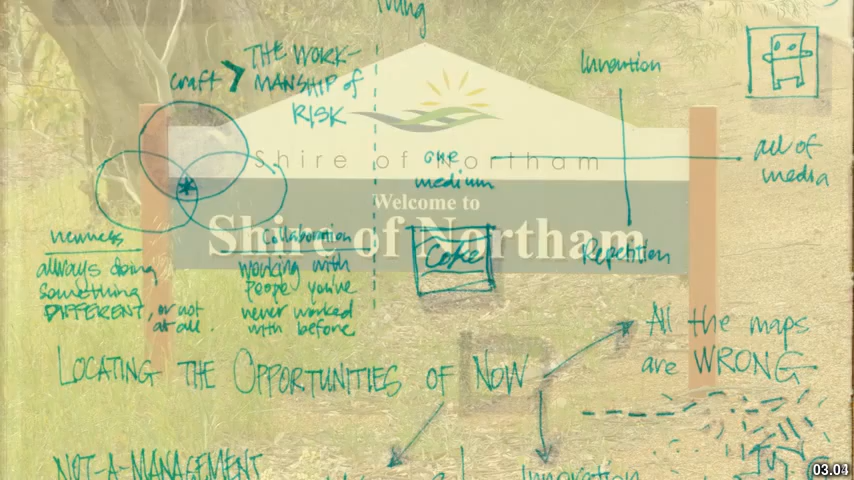 craft > THE WORK-
MANSHIP of
RISK
Invention
Shire of Northam
one
medium
all of
media
Welcome to
Shire of Northam
newness
always doing
something
DIFFERENT, or not
at all.
Collaboration
working with
people you've
never worked
with before
Coke
Repetition
LOCATING THE OPPORTUNITIES OF NOW
All the maps
are WRONG
NOT-A-MANAGEMENT
Innovation
03.04